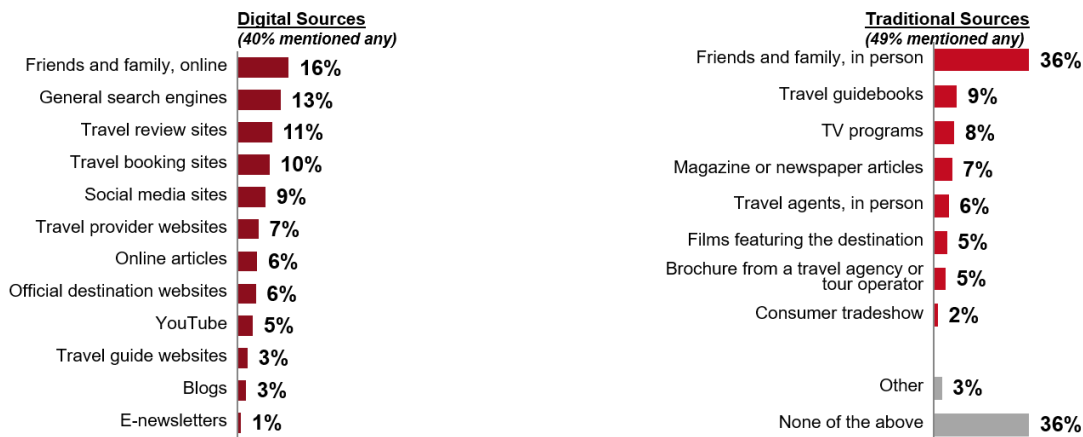 Digital Sources
(40% mentioned any)
Friends and family, online 16%
General search engines 13%
Travel review sites 11%
Travel booking sites 10%
Social media sites 9%
Travel provider websites 7%
Online articles 6%
Official destination websites 6%
YouTube 5%
Travel guide websites 3%
Blogs 3%
E-newsletters 1%
Traditional Sources
(49% mentioned any)
Friends and family, in person 36%
Travel guidebooks 9%
TV programs 8%
Magazine or newspaper articles 7%
Travel agents, in person 6%
Films featuring the destination 5%
Brochure from a travel agency or
tour operator 5%
Consumer tradeshow 2%
Other 3%
None of the above 36%